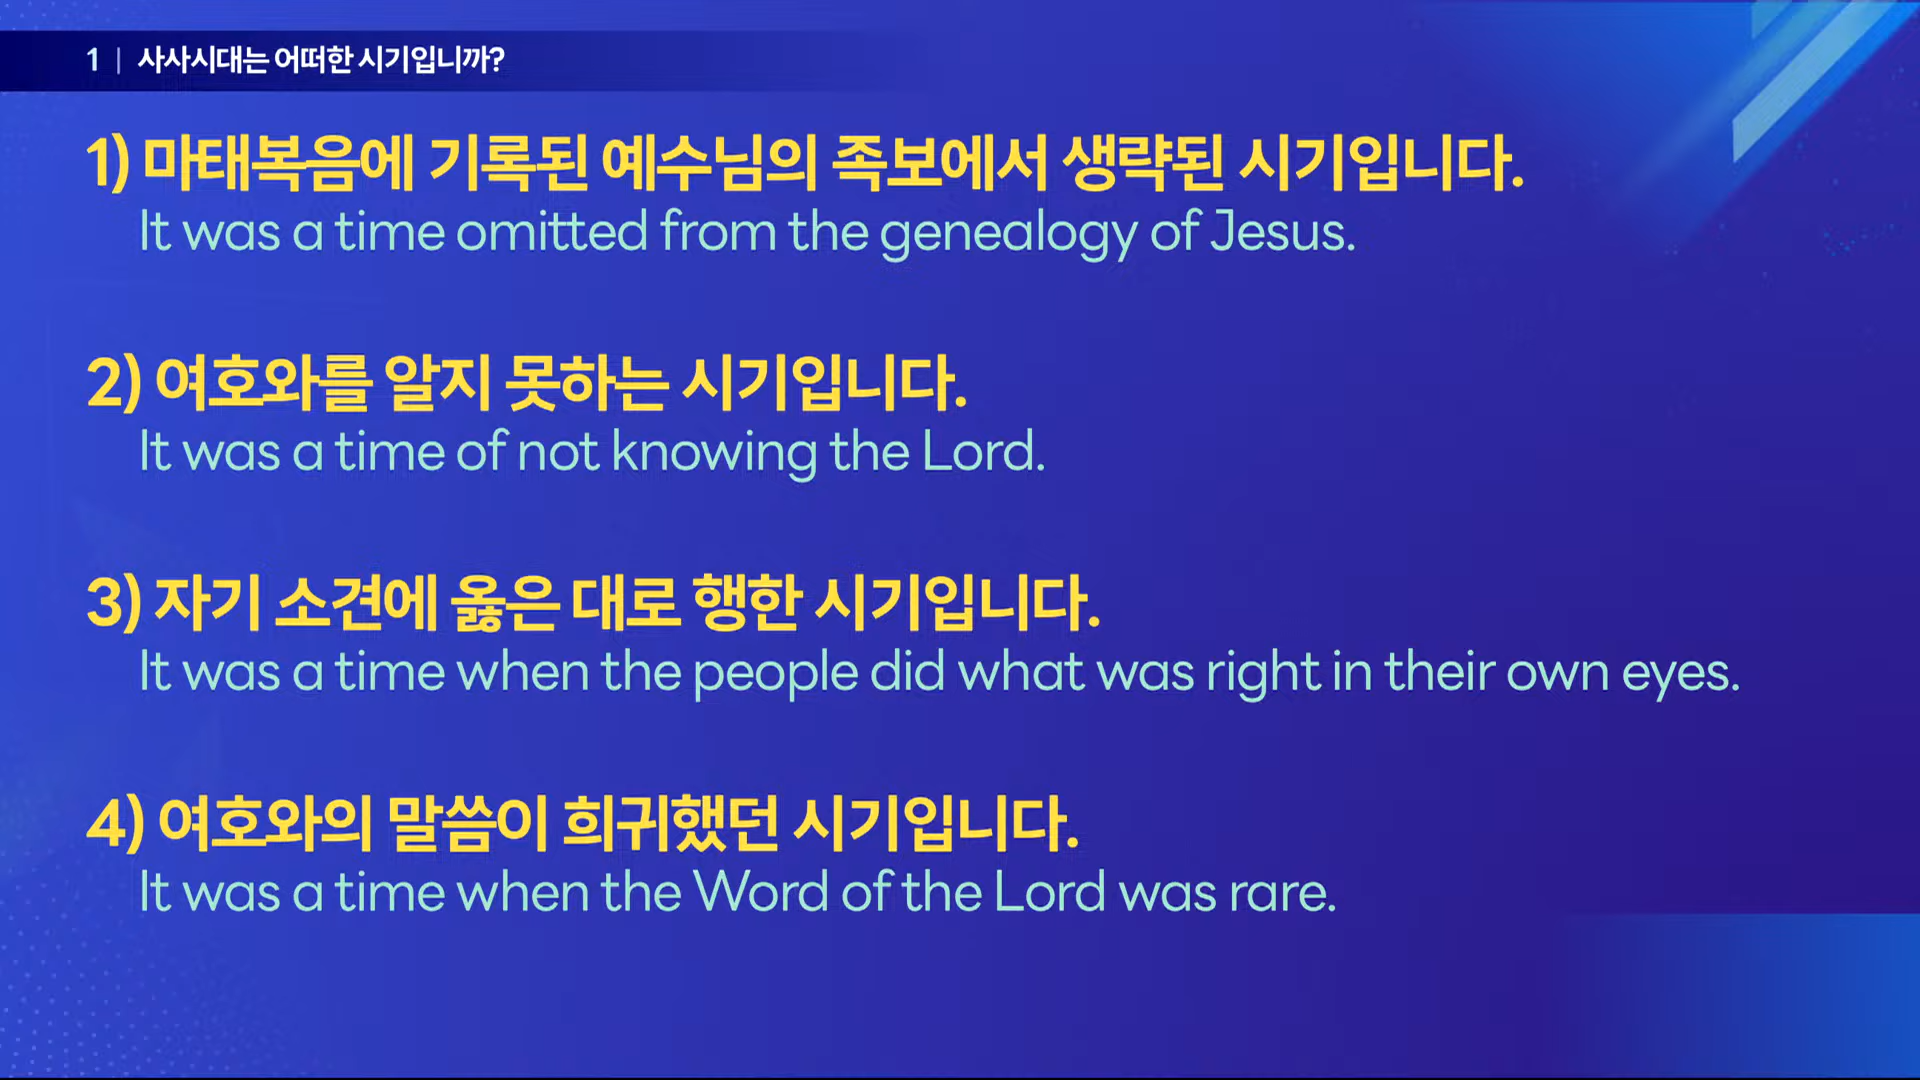 1 | 사사시대는 어떠한 시기입니까?
1) 마태복음에 기록된 예수님의 족보에서 생략된 시기입니다.
It was a time omitted from the genealogy of Jesus.
2) 여호와를 알지 못하는 시기입니다.
It was a time of not knowing the Lord.
3) 자기 소견에 옳은 대로 행한 시기입니다.
It was a time when the people did what was right in their own eyes.
4) 여호와의 말씀이 희귀했던 시기입니다.
It was a time when the Word of the Lord was rare.